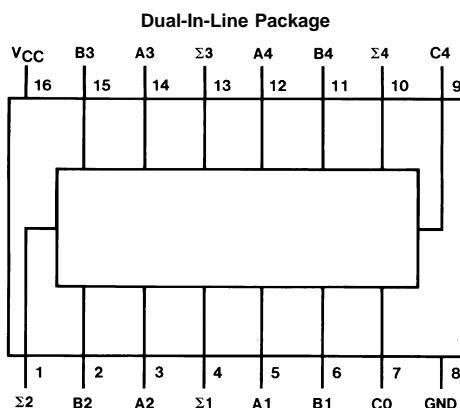 Dual-In-Line Package
VCC B3 A3 Σ3 A4 B4 Σ4 C4
16 15 14 13 12 11 10 9
1 2 3 4 5 6 7 8
Σ2 B2 A2 Σ1 A1 B1 C0 GND